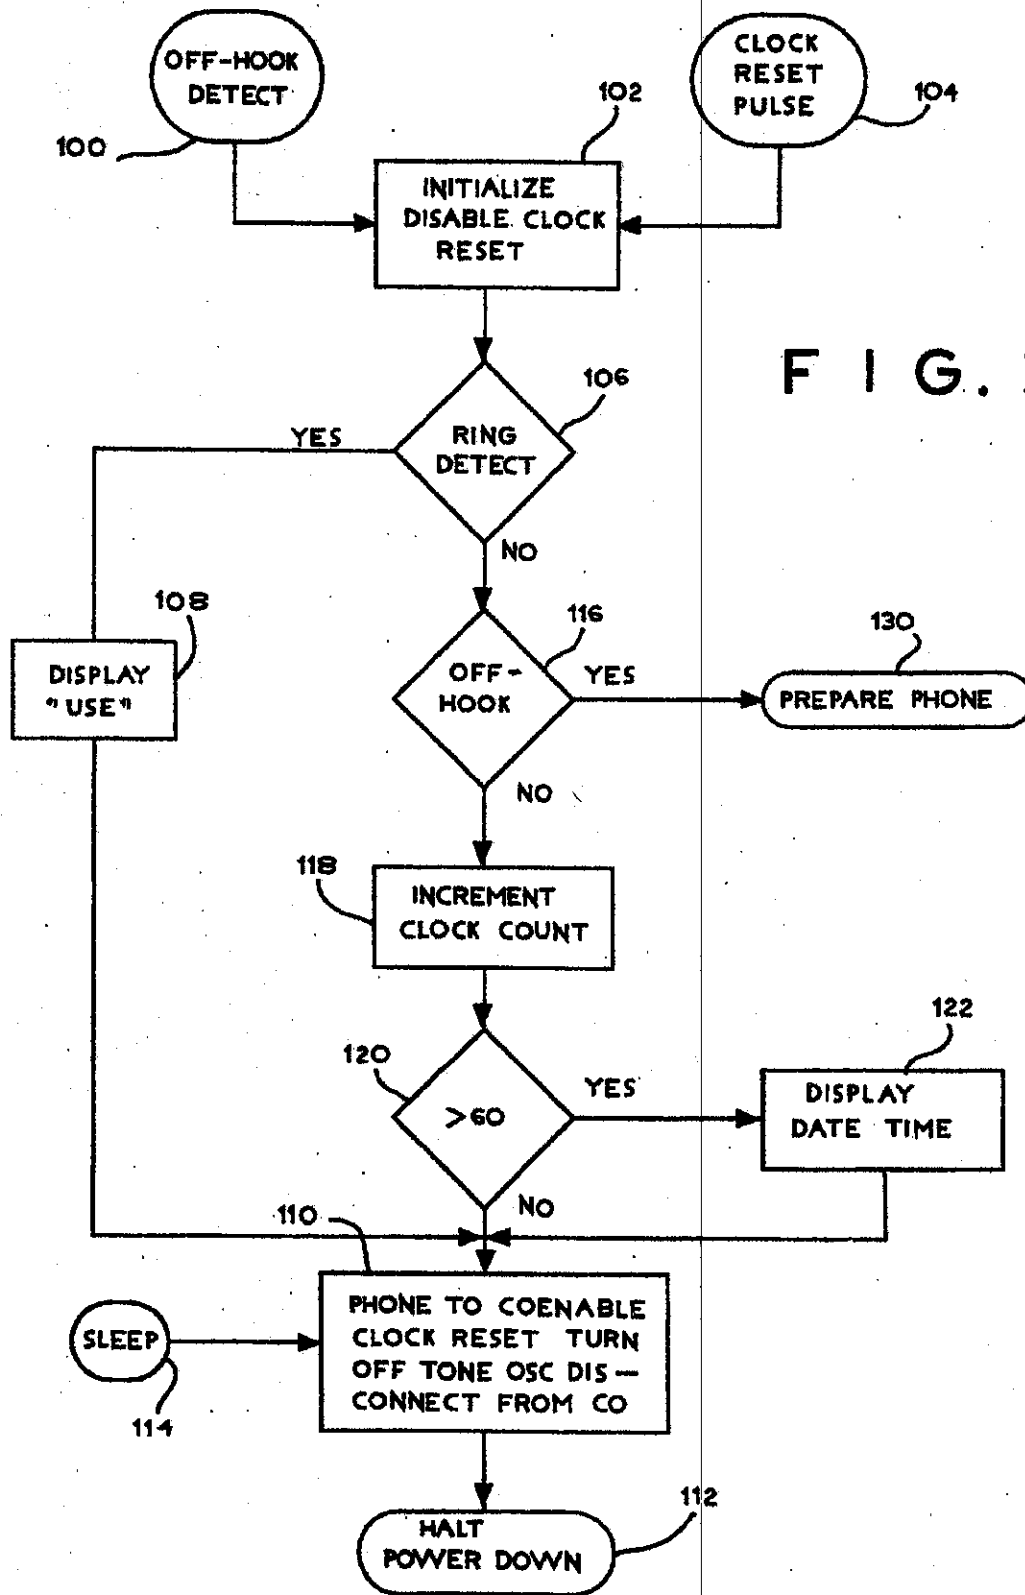 OFF-HOOK
DETECT
100
CLOCK
RESET
PULSE
104
102
INITIALIZE
DISABLE CLOCK
RESET
FIG.
106
RING
DETECT
YES
NO
108
DISPLAY
"USE"
116
OFF-
HOOK
YES
NO
130
PREPARE PHONE
118
INCREMENT
CLOCK COUNT
120
>60
YES
NO
122
DISPLAY
DATE TIME
110
PHONE TO COENABLE
CLOCK RESET TURN
OFF TONE OSC DIS-
CONNECT FROM CO
SLEEP
114
HALT
POWER DOWN
112